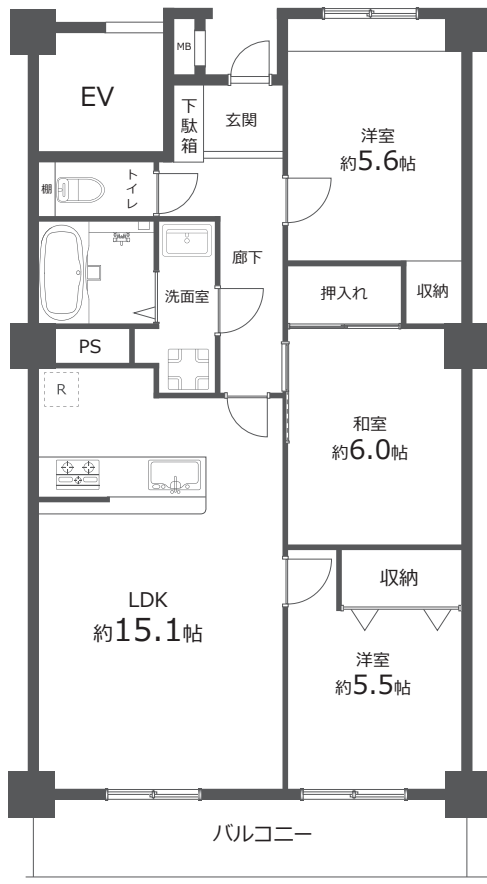 MB
EV
下駄箱
玄関
洋室
約5.6帖
棚
トイレ
廊下
洗面室
押入れ
収納
PS
R
和室
約6.0帖
収納
LDK
約15.1帖
洋室
約5.5帖
バルコニー